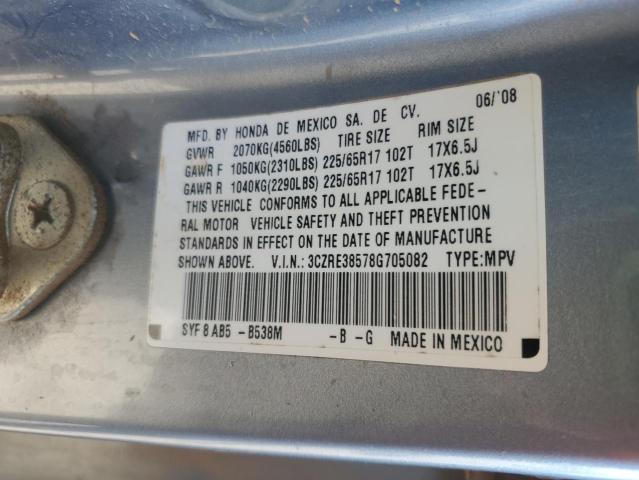 MFD. BY HONDA DE MEXICO SA. DE CV. 06/'08
GVWR 2070KG(4560LBS) TIRE SIZE RIM SIZE
GAWR F 1050KG(2310LBS) 225/65R17 102T 17X6.5J
GAWR R 1040KG(2290LBS) 225/65R17 102T 17X6.5J
THIS VEHICLE CONFORMS TO ALL APPLICABLE FEDE-
RAL MOTOR VEHICLE SAFETY AND THEFT PREVENTION
STANDARDS IN EFFECT ON THE DATE OF MANUFACTURE
SHOWN ABOVE. V.I.N.: 3CZRE38578G705082 TYPE:MPV
SYF 8 AB5 -B538M -B -G MADE IN MEXICO